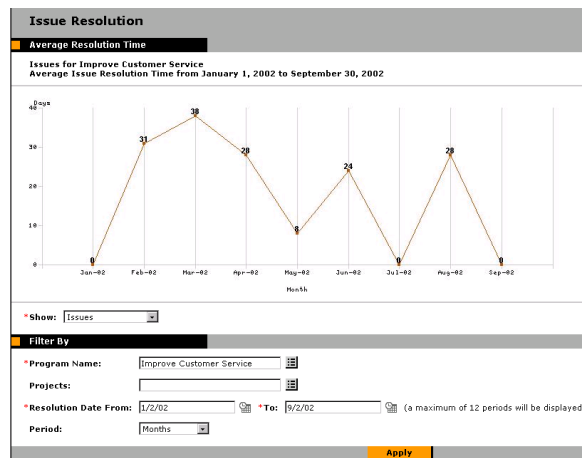 Issue Resolution
Average Resolution Time
Issues for Improve Customer Service
Average Issue Resolution Time from January 1, 2002 to September 30, 2002
Days
40
38
31
30
28
28
24
20
10
8
0
0
0
0
Jan-02 Feb-02 Mar-02 Apr-02 May-02 Jun-02 Jul-02 Aug-02 Sep-02
Month
*Show: Issues
Filter By
*Program Name: Improve Customer Service
Projects:
*Resolution Date From: 1/2/02 *To: 9/2/02 (a maximum of 12 periods will be displayed
Period: Months
Apply